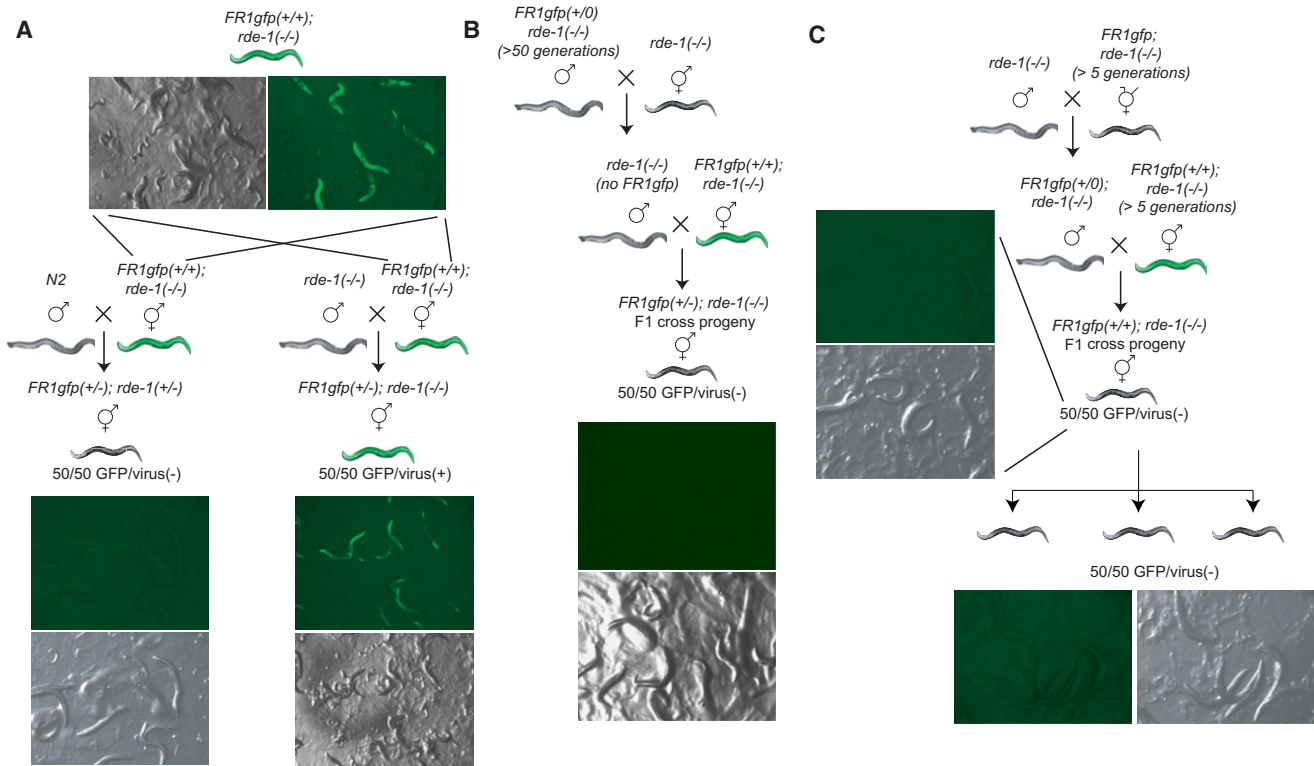 A
FR1gfp(+/+);
rde-1(-/-)
N2
FR1gfp(+/+);
rde-1(-/-)
rde-1(-/-)
FR1gfp(+/+);
rde-1(-/-)
FR1gfp(+/-); rde-1(+/-)
50/50 GFP/virus(-)
FR1gfp(+/-); rde-1(-/-)
50/50 GFP/virus(+)
B
FR1gfp(+/0)
rde-1(-/-)
(>50 generations)
rde-1(-/-)
rde-1(-/-)
(no FR1gfp)
FR1gfp(+/+);
rde-1(-/-)
FR1gfp(+/-); rde-1(-/-)
F1 cross progeny
50/50 GFP/virus(-)
C
rde-1(-/-)
FR1gfp;
rde-1(-/-)
(> 5 generations)
FR1gfp(+/0);
rde-1(-/-)
FR1gfp(+/+);
rde-1(-/-)
(> 5 generations)
FR1gfp(+/+); rde-1(-/-)
F1 cross progeny
50/50 GFP/virus(-)
50/50 GFP/virus(-)